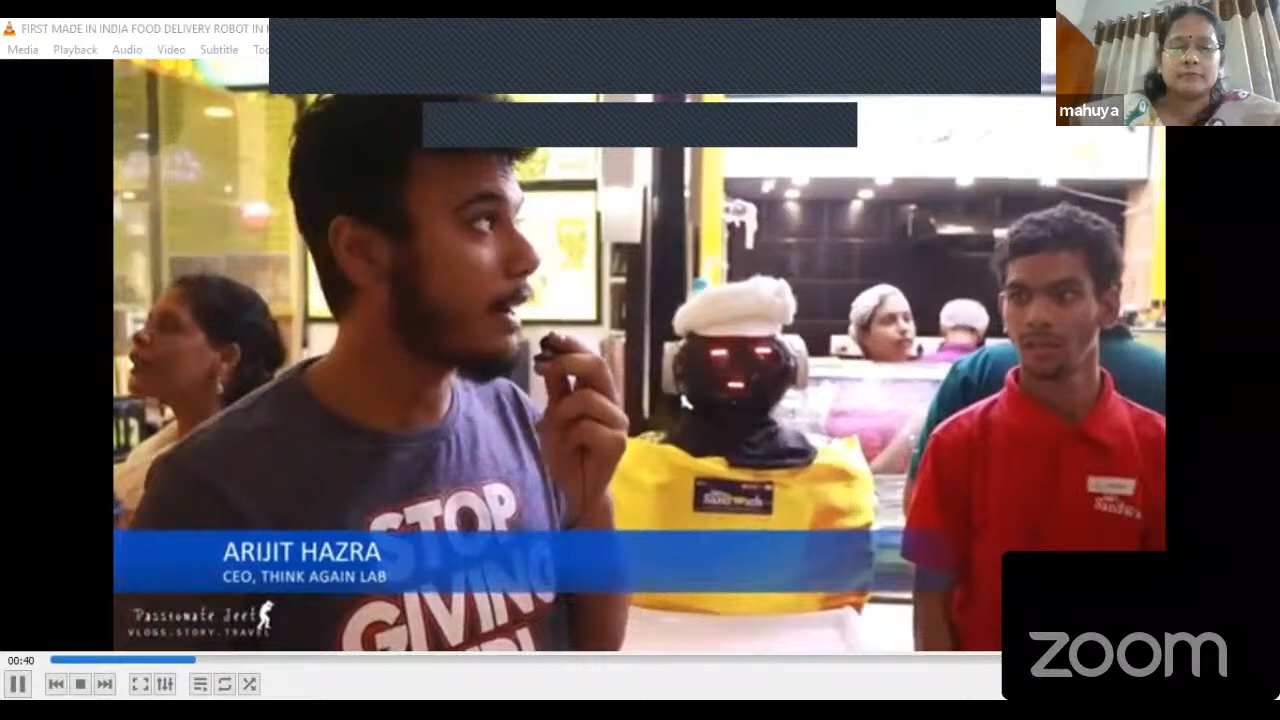 FIRST MADE IN INDIA FOOD DELIVERY ROBOT IN
Media Playback Audio Video Subtitle
mahuya
STOP
GIVING
ARIJIT HAZRA
CEO, THINK AGAIN LAB
Passionate Jeet
VLOGS.STORY.TRAVEL
00:40
zoom